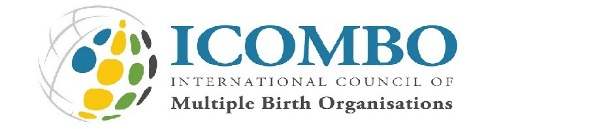 ICOMBO
INTERNATIONAL COUNCIL OF
Multiple Birth Organisations